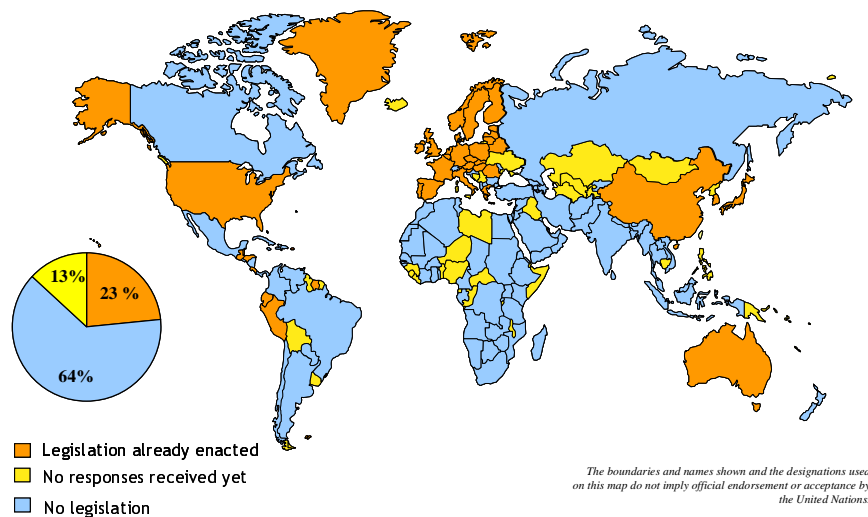 13%
23 %
64%
Legislation already enacted
No responses received yet
No legislation
The boundaries and names shown and the designations used
on this map do not imply official endorsement or acceptance by
the United Nations.